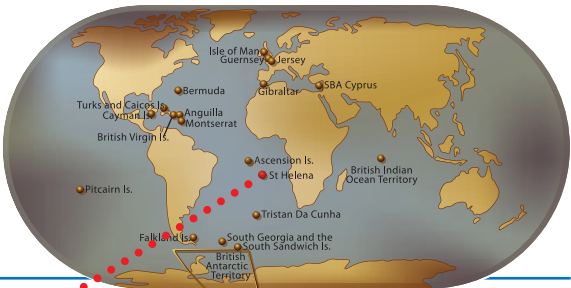 Isle of Man
Guernsey
Jersey
Gibraltar
SBA Cyprus
Bermuda
Turks and Caicos Is.
Cayman Is.
Anguilla
Montserrat
British Virgin Is.
Ascension Is.
St Helena
British Indian
Ocean Territory
Pitcairn Is.
Tristan Da Cunha
Falkland Is.
South Georgia and the
South Sandwich Is.
British
Antarctic
Territory